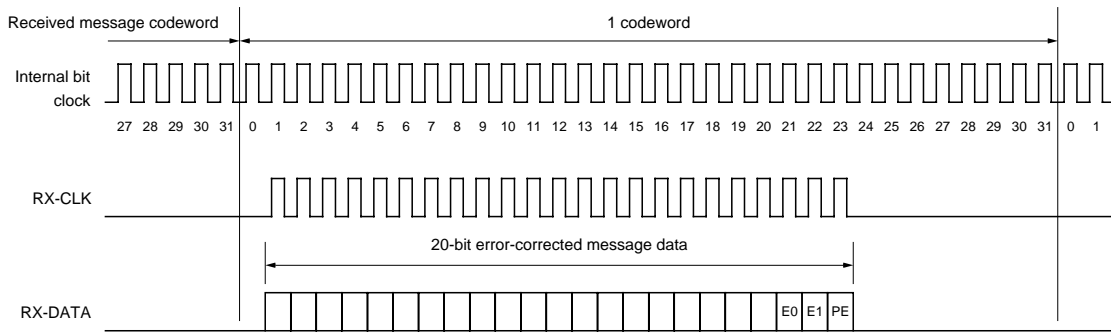 Received message codeword
1 codeword
Internal bit
clock
27 28 29 30 31 0 1 2 3 4 5 6 7 8 9 10 11 12 13 14 15 16 17 18 19 20 21 22 23 24 25 26 27 28 29 30 31 0 1
RX-CLK
20-bit error-corrected message data
RX-DATA
E0 E1 PE